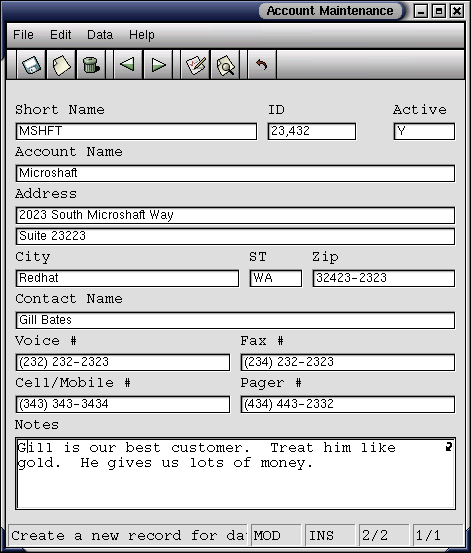 Account Maintenance
File Edit Data Help
Short Name ID Active
MSHFT 23,432 Y
Account Name
Microshaft
Address
2023 South Microshaft Way
Suite 23223
City ST Zip
Redhat WA 32423-2323
Contact Name
Gill Bates
Voice # Fax #
(232) 232-2323 (234) 232-2323
Cell/Mobile # Pager #
(343) 343-3434 (434) 443-2332
Notes
Gill is our best customer. Treat him like
gold. He gives us lots of money.
Create a new record for da MOD INS 2/2 1/1